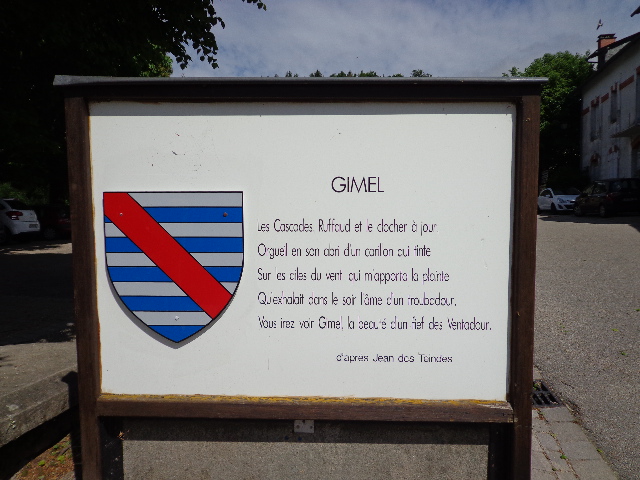 GIMEL
Les Cascades Ruffaud et le clocher à jour,
Orgueil en son abri d'un carillon qui tinte
Sur les ailes du vent, qui m'apporta la plainte
Qu'exhalait dans le soir l'âme d'un troubadour,
Vous irez voir Gimel, la beauté d'un fief des Ventadour.
d'après Jean des Toindes